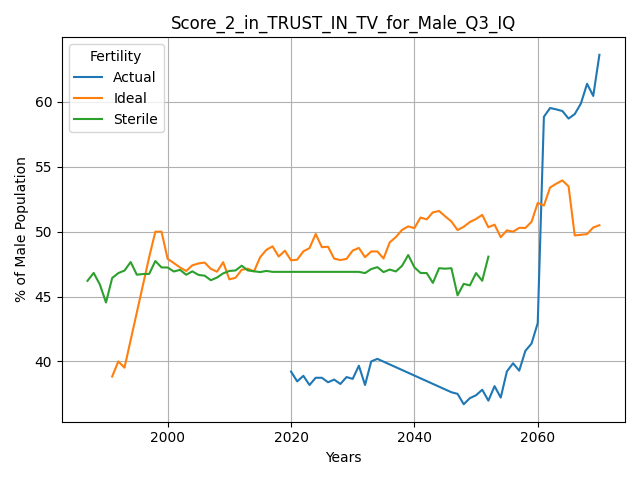 Score_2_in_TRUST_IN_TV_for_Male_Q3_IQ
Fertility
Actual
Ideal
Sterile
% of Male Population
60
55
50
45
40
2000
2020
2040
2060
Years